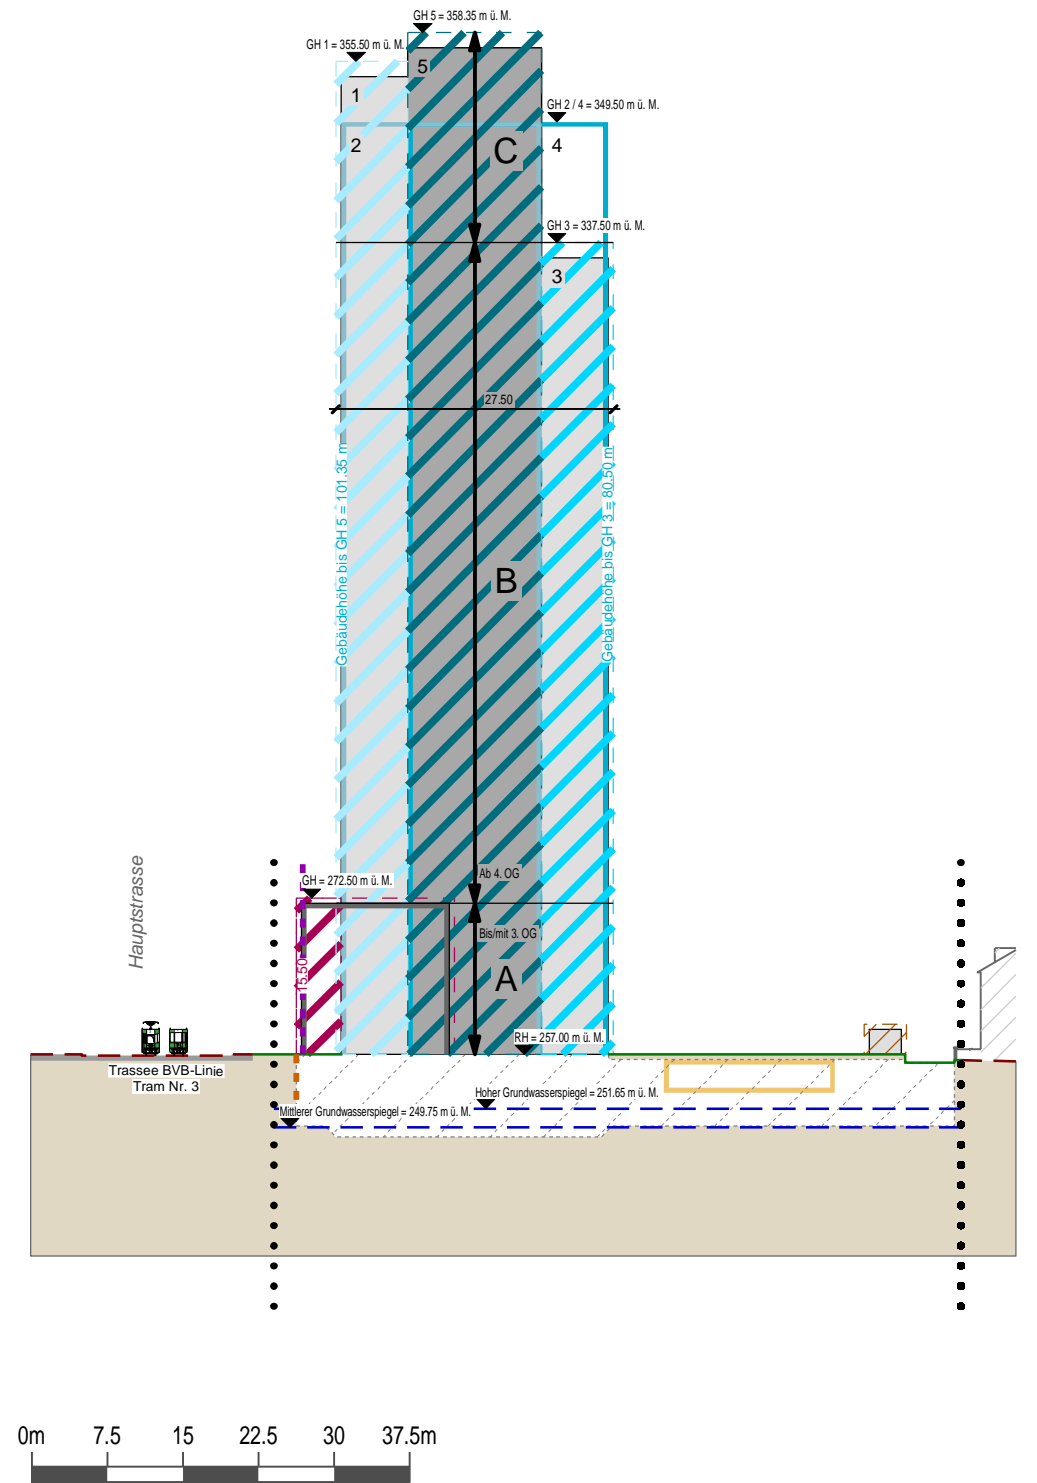 GH 5 = 358.35 m ü. M.
GH 1 = 355.50 m ü. M.
5
1
GH 2 / 4 = 349.50 m ü. M.
2
C
4
GH 3 = 337.50 m ü. M.
3
27.50
Gebäudehöhe bis GH 5 = 101.35 m
Gebäudehöhe bis GH 3 = 80.50 m
B
Ab 4. OG
GH = 272.50 m ü. M.
Hauptstrasse
Bis/mit 3. OG
15.50
A
RH = 257.00 m ü. M.
Trassee BVB-Linie
Tram Nr. 3
Hoher Grundwasserspiegel = 251.65 m ü. M.
Mittlerer Grundwasserspiegel = 249.75 m ü. M.
0m 7.5 15 22.5 30 37.5m